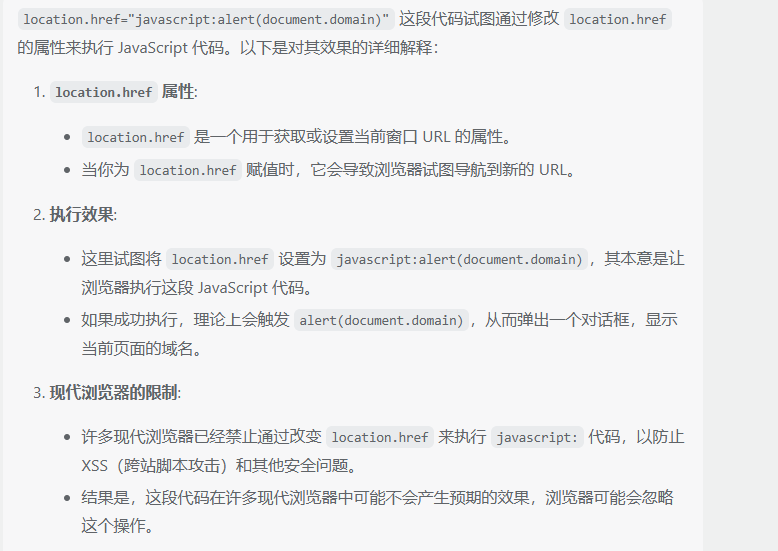 location.href="javascript:alert(document.domain)" 这段代码试图通过修改 location.href
的属性来执行 JavaScript 代码。以下是对其效果的详细解释：
1. location.href 属性:
• location.href 是一个用于获取或设置当前窗口 URL 的属性。
• 当你为 location.href 赋值时，它会导致浏览器试图导航到新的 URL。
2. 执行效果:
• 这里试图将 location.href 设置为 javascript:alert(document.domain)，其本意是让
浏览器执行这段 JavaScript 代码。
• 如果成功执行，理论上会触发 alert(document.domain)，从而弹出一个对话框，显示
当前页面的域名。
3. 现代浏览器的限制:
• 许多现代浏览器已经禁止通过改变 location.href 来执行 javascript: 代码，以防止
XSS（跨站脚本攻击）和其他安全问题。
• 结果是，这段代码在许多现代浏览器中可能不会产生预期的效果，浏览器可能会忽略
这个操作。